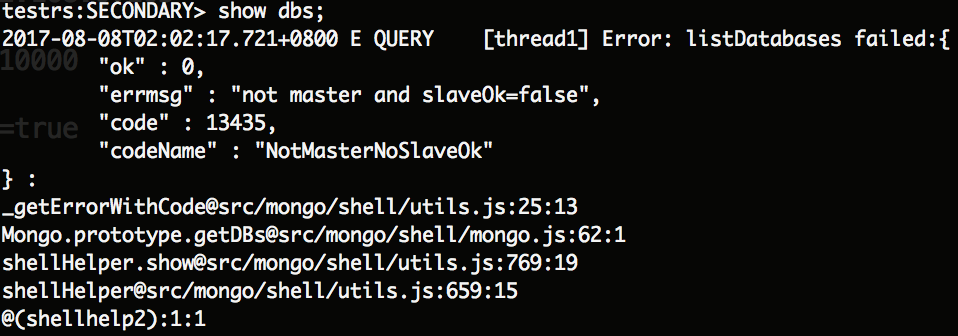 testrs:SECONDARY> show dbs;
2017-08-08T02:02:17.721+0800 E QUERY    [thread1] Error: listDatabases failed:{
10000
        "ok" : 0,
        "errmsg" : "not master and slaveOk=false",
        "code" : 13435,
=true
        "codeName" : "NotMasterNoSlaveOk"
} :
_getErrorWithCode@src/mongo/shell/utils.js:25:13
Mongo.prototype.getDBs@src/mongo/shell/mongo.js:62:1
shellHelper.show@src/mongo/shell/utils.js:769:19
shellHelper@src/mongo/shell/utils.js:659:15
@(shellhelp2):1:1